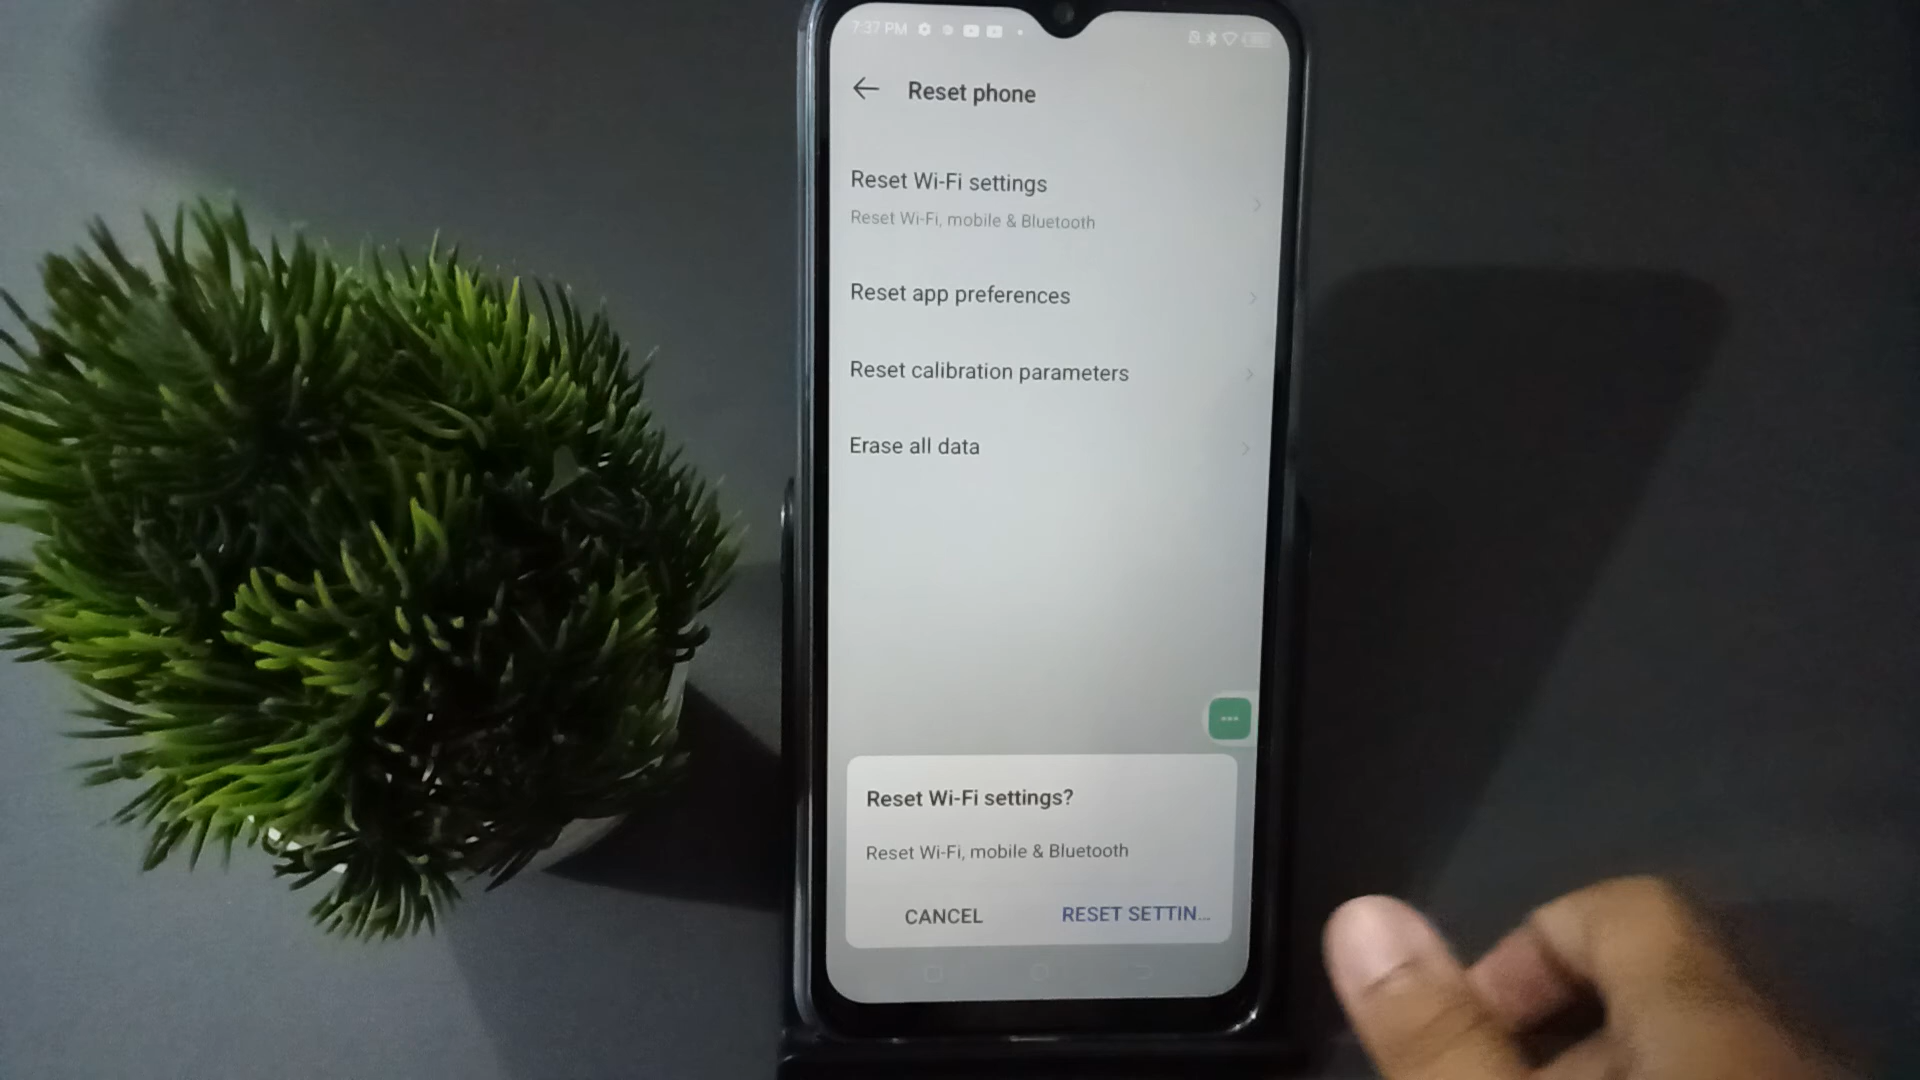 7:37 PM
Reset phone
Reset Wi-Fi settings
Reset Wi-Fi, mobile & Bluetooth
Reset app preferences
Reset calibration parameters
Erase all data
Reset Wi-Fi settings?
Reset Wi-Fi, mobile & Bluetooth
CANCEL
RESET SETTIN...